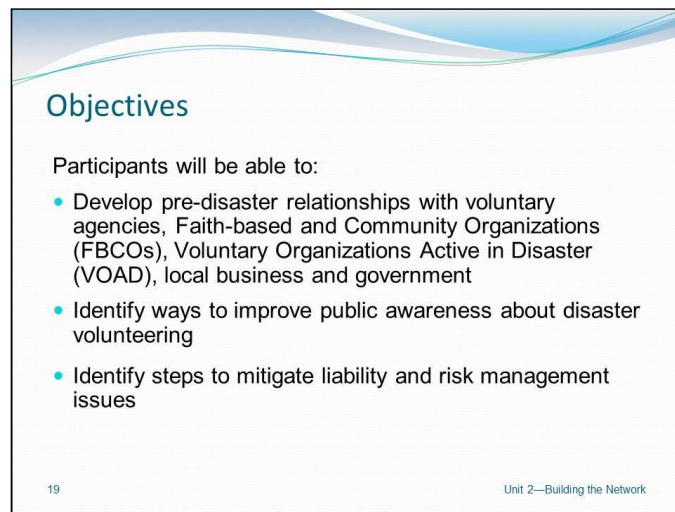 Objectives
Participants will be able to:
• Develop pre-disaster relationships with voluntary
agencies, Faith-based and Community Organizations
(FBCOs), Voluntary Organizations Active in Disaster
(VOAD), local business and government
• Identify ways to improve public awareness about disaster
volunteering
• Identify steps to mitigate liability and risk management
issues
19
Unit 2—Building the Network